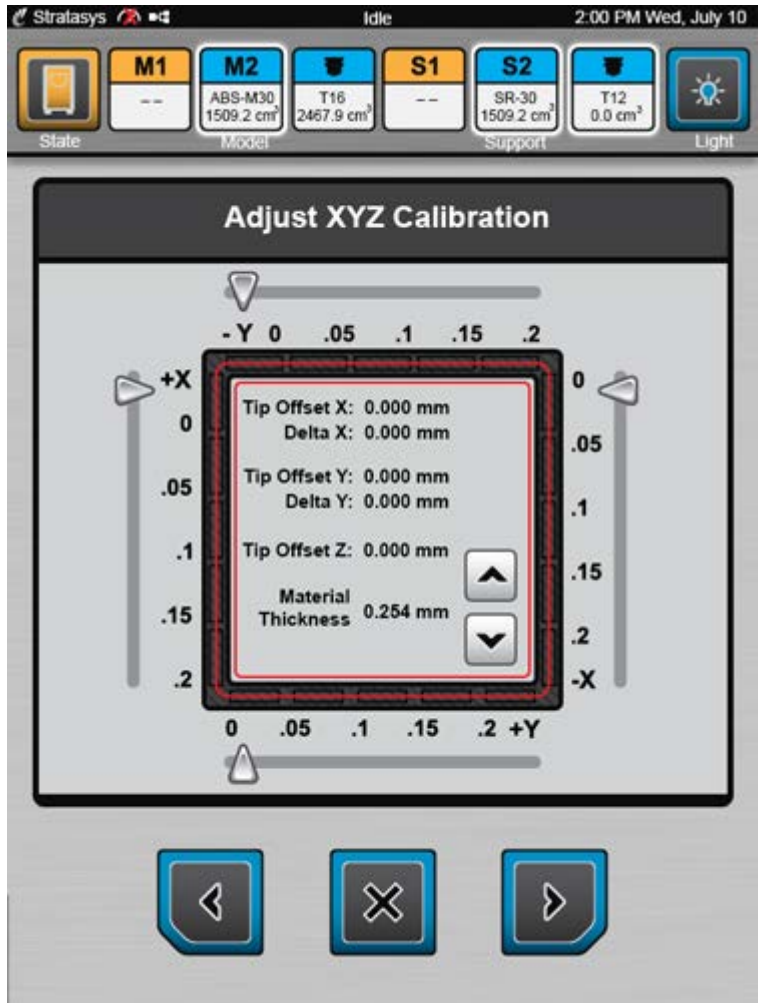 Stratasys Idle 2:00 PM Wed, July 10
M1 M2 S1 S2
-- ABS-M30 T16 -- SR-30 T12
1509.2 cm³ 2467.9 cm³ 1509.2 cm³ 0.0 cm³
State Model Support Light
Adjust XYZ Calibration
- Y 0 .05 .1 .15 .2
+X 0
0 .05
.05 .1
.1 .15
.15 .2
.2 -X
Tip Offset X: 0.000 mm
Delta X: 0.000 mm
Tip Offset Y: 0.000 mm
Delta Y: 0.000 mm
Tip Offset Z: 0.000 mm
Material
Thickness 0.254 mm
0 .05 .1 .15 .2 +Y